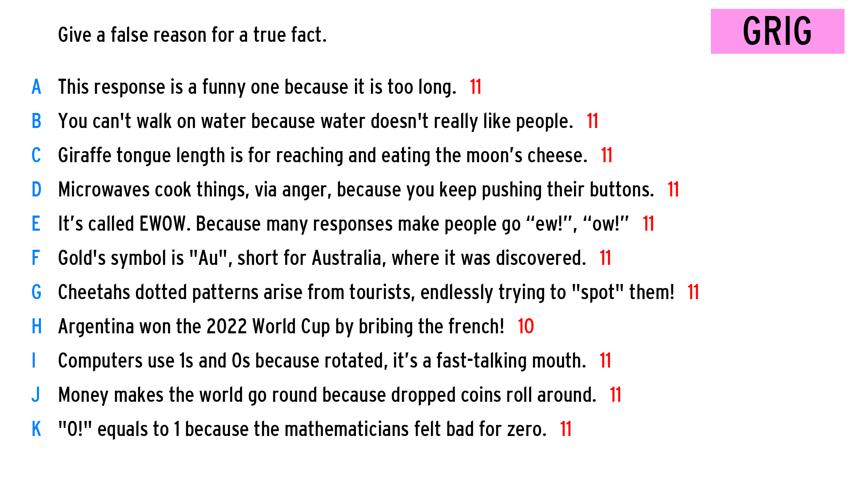 Give a false reason for a true fact.
GRIG
A This response is a funny one because it is too long. 11
B You can't walk on water because water doesn't really like people. 11
C Giraffe tongue length is for reaching and eating the moon’s cheese. 11
D Microwaves cook things, via anger, because you keep pushing their buttons. 11
E It’s called EWOW. Because many responses make people go “ew!”, “ow!” 11
F Gold's symbol is "Au", short for Australia, where it was discovered. 11
G Cheetahs dotted patterns arise from tourists, endlessly trying to "spot" them! 11
H Argentina won the 2022 World Cup by bribing the french! 10
I Computers use 1s and 0s because rotated, it’s a fast-talking mouth. 11
J Money makes the world go round because dropped coins roll around. 11
K "0!" equals to 1 because the mathematicians felt bad for zero. 11